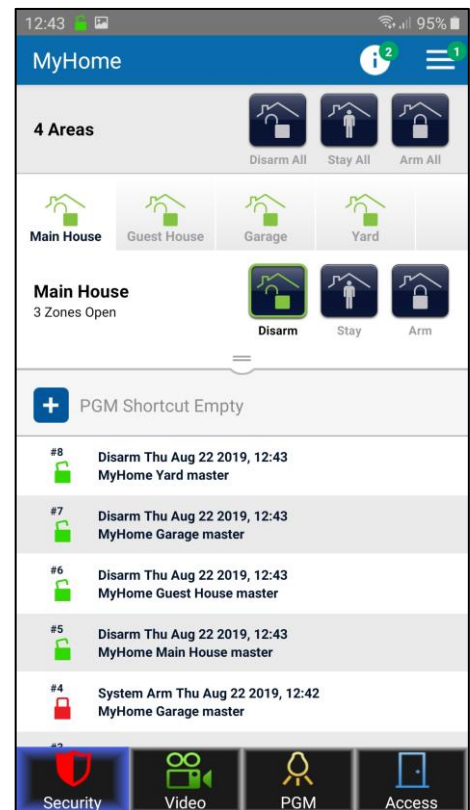 12:43 95%
MyHome 2 1
4 Areas
Disarm All Stay All Arm All
Main House Guest House Garage Yard
Main House
3 Zones Open
Disarm Stay Arm
PGM Shortcut Empty
#8
Disarm Thu Aug 22 2019, 12:43
MyHome Yard master
#7
Disarm Thu Aug 22 2019, 12:43
MyHome Garage master
#6
Disarm Thu Aug 22 2019, 12:43
MyHome Guest House master
#5
Disarm Thu Aug 22 2019, 12:43
MyHome Main House master
#4
System Arm Thu Aug 22 2019, 12:42
MyHome Garage master
Security Video PGM Access